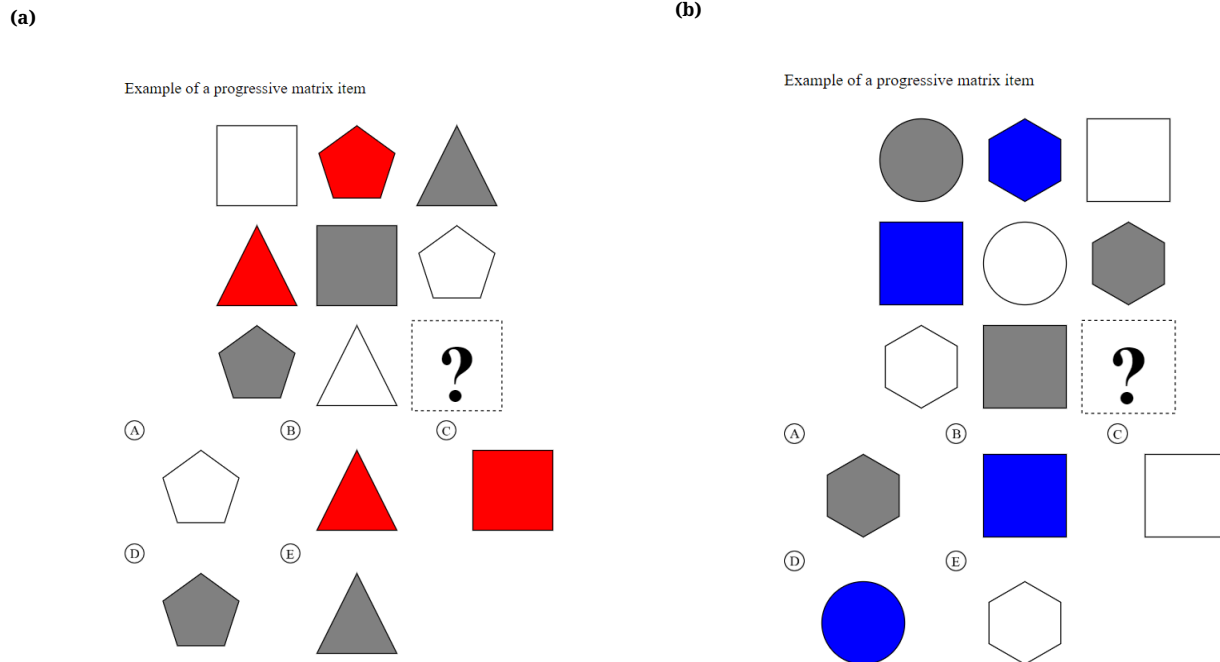 (a)
Example of a progressive matrix item
?
A B C
D E
(b)
Example of a progressive matrix item
?
A B C
D E